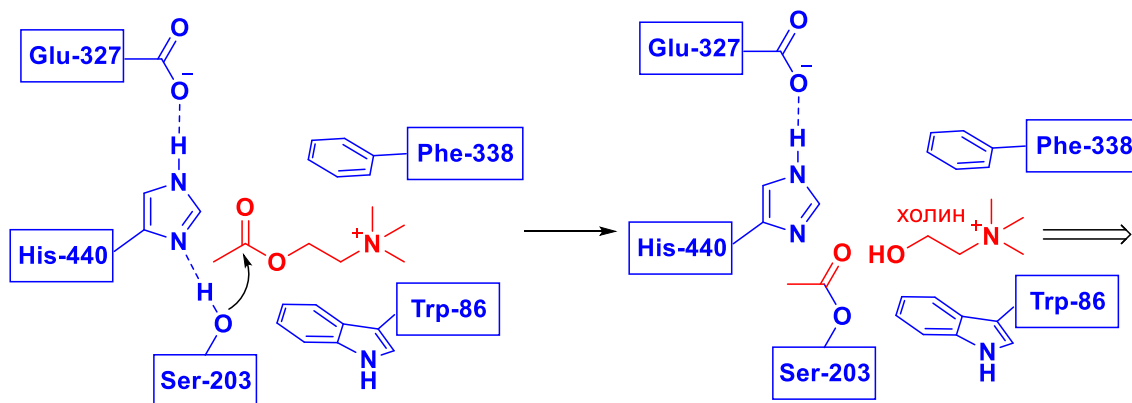 Glu-327
O
O
−
H
N
N
His-440
H
O
Ser-203
Phe-338
O
O
+
N
Trp-86
N
H
Glu-327
O
O
−
H
N
N
His-440
O
O
Ser-203
Phe-338
холин
+
N
HO
Trp-86
N
H